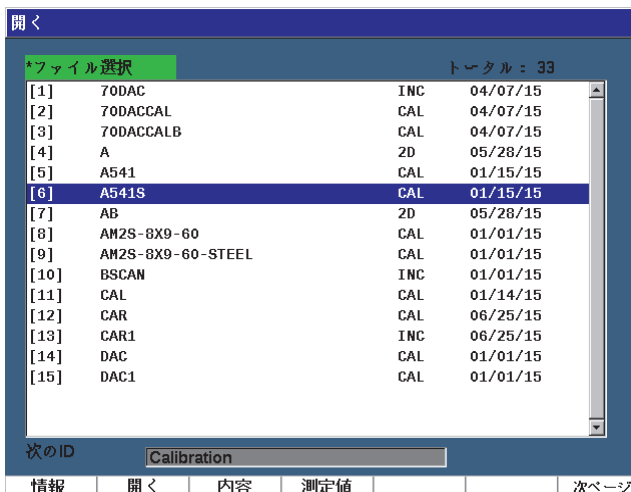 開く
*ファイル選択 トータル： 33
[1] 70DAC INC 04/07/15
[2] 70DACCAL CAL 04/07/15
[3] 70DACCALB CAL 04/07/15
[4] A 2D 05/28/15
[5] A541 CAL 01/15/15
[6] A541S CAL 01/15/15
[7] AB 2D 05/28/15
[8] AM2S-8X9-60 CAL 01/01/15
[9] AM2S-8X9-60-STEEL CAL 01/01/15
[10] BSCAN INC 01/01/15
[11] CAL CAL 01/14/15
[12] CAR CAL 06/25/15
[13] CAR1 INC 06/25/15
[14] DAC CAL 01/01/15
[15] DAC1 CAL 01/01/15
次のID Calibration
情報 開く 内容 測定値 次ページ